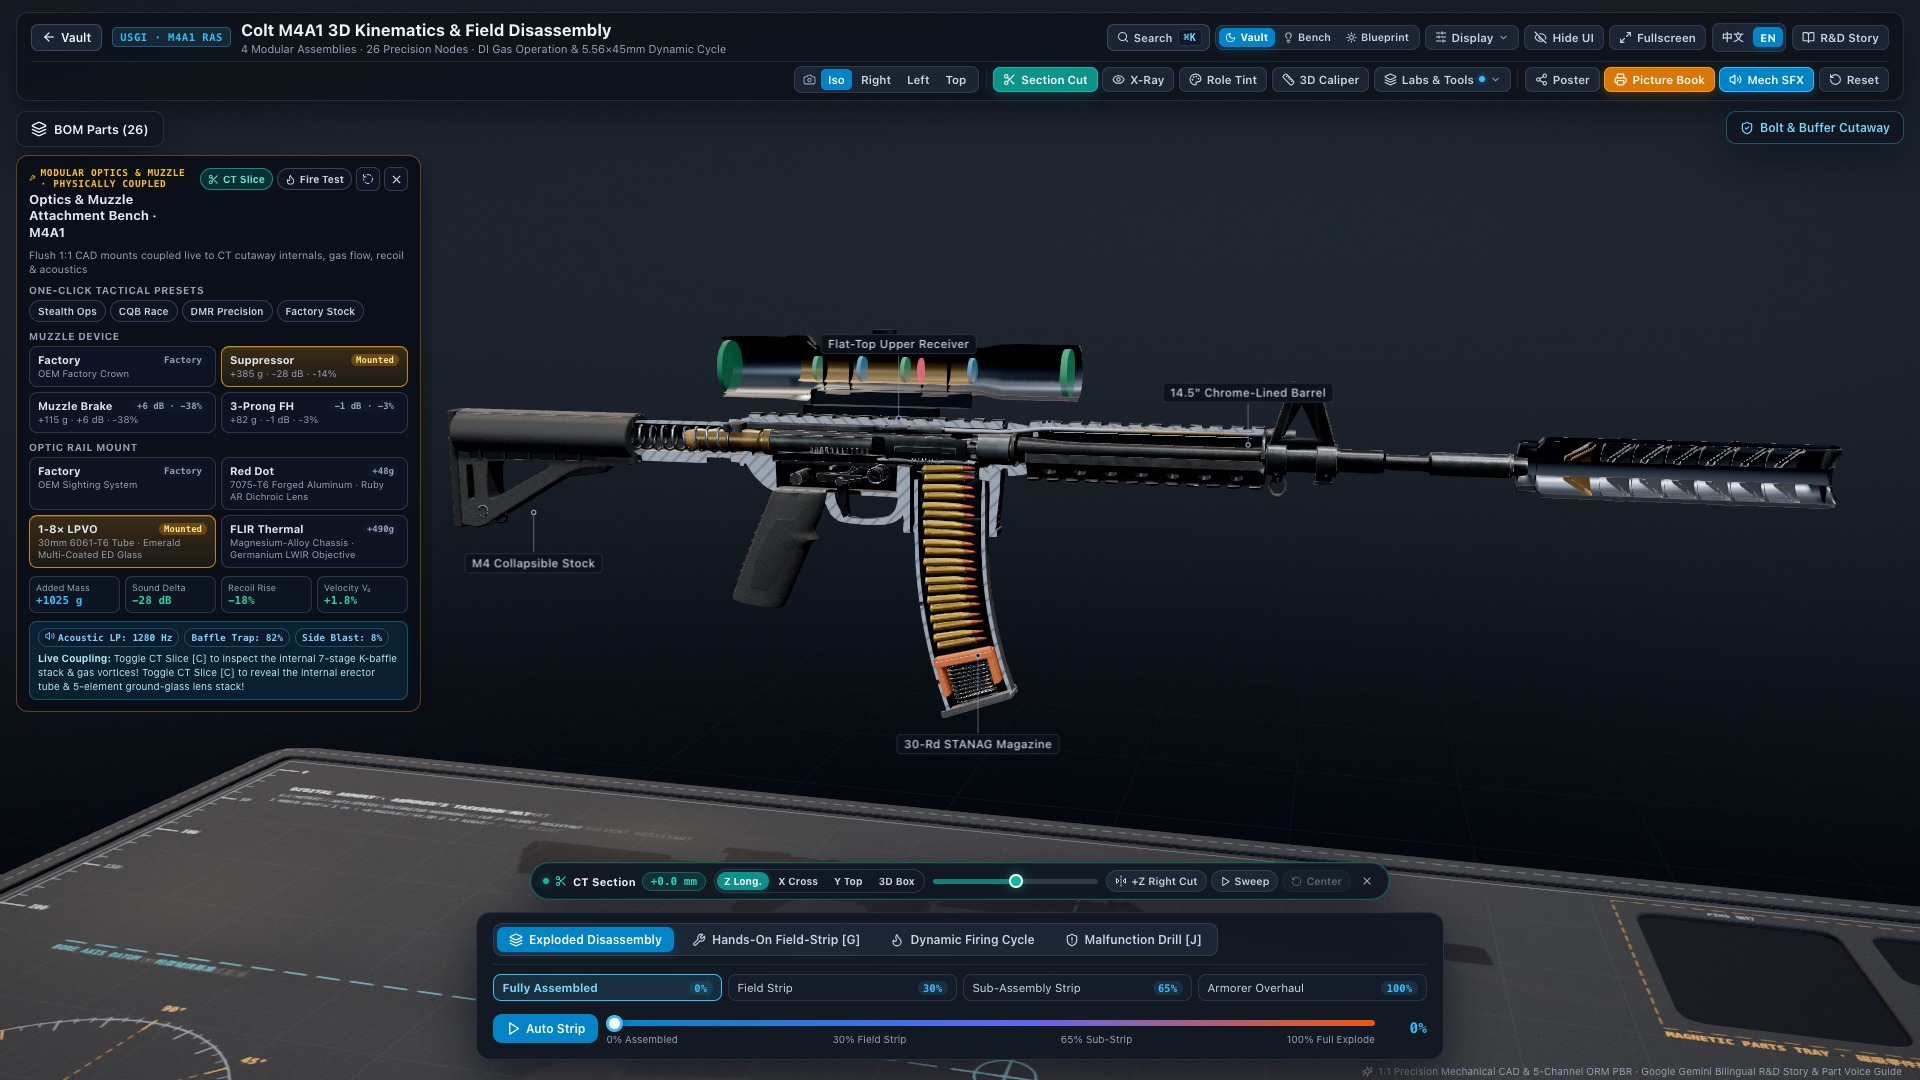 Vault
USGI · M4A1 RAS
Colt M4A1 3D Kinematics & Field Disassembly
4 Modular Assemblies · 26 Precision Nodes · DI Gas Operation & 5.56×45mm Dynamic Cycle
Search ⌘K
Vault
Bench
Blueprint
Display
Hide UI
Fullscreen
中文
EN
R&D Story
Iso
Right
Left
Top
Section Cut
X-Ray
Role Tint
3D Caliper
Labs & Tools
Poster
Picture Book
Mech SFX
Reset
BOM Parts (26)
Bolt & Buffer Cutaway
MODULAR OPTICS & MUZZLE
· PHYSICALLY COUPLED
CT Slice
Fire Test
Optics & Muzzle
Attachment Bench ·
M4A1
Flush 1:1 CAD mounts coupled live to CT cutaway internals, gas flow, recoil
& acoustics
ONE-CLICK TACTICAL PRESETS
Stealth Ops
CQB Race
DMR Precision
Factory Stock
MUZZLE DEVICE
Factory Factory
OEM Factory Crown
Suppressor Mounted
+385 g · -28 dB · -14%
Muzzle Brake +6 dB · −38%
+115 g · +6 dB · -38%
3-Prong FH −1 dB · −3%
+82 g · -1 dB · -3%
OPTIC RAIL MOUNT
Factory Factory
OEM Sighting System
Red Dot +48g
7075-T6 Forged Aluminum · Ruby
AR Dichroic Lens
1-8× LPVO Mounted
30mm 6061-T6 Tube · Emerald
Multi-Coated ED Glass
FLIR Thermal +490g
Magnesium-Alloy Chassis ·
Germanium LWIR Objective
Added Mass
+1025 g
Sound Delta
−28 dB
Recoil Rise
−18%
Velocity V₀
+1.8%
Acoustic LP: 1280 Hz
Baffle Trap: 82%
Side Blast: 8%
Live Coupling: Toggle CT Slice [C] to inspect the internal 7-stage K-baffle
stack & gas vortices! Toggle CT Slice [C] to reveal the internal erector
tube & 5-element ground-glass lens stack!
Flat-Top Upper Receiver
14.5" Chrome-Lined Barrel
M4 Collapsible Stock
30-Rd STANAG Magazine
CT Section
+0.0 mm
Z Long.
X Cross
Y Top
3D Box
+Z Right Cut
Sweep
Center
Exploded Disassembly
Hands-On Field-Strip [G]
Dynamic Firing Cycle
Malfunction Drill [J]
Fully Assembled 0%
Field Strip 30%
Sub-Assembly Strip 65%
Armorer Overhaul 100%
Auto Strip
0%
0% Assembled
30% Field Strip
65% Sub-Strip
100% Full Explode
90°
45°
BORE AXIS DATUM
MAGNETIC PARTS TRAY
1:1 Precision Mechanical CAD & 5-Channel ORM PBR · Google Gemini Bilingual R&D Story & Part Voice Guide